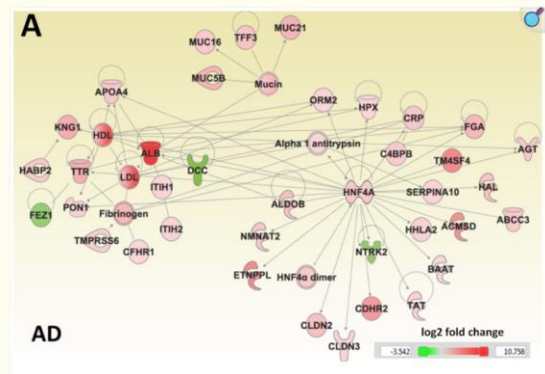 A
MUC16
TFF3
MUC21
MUC5B
Mucin
APOA4
ORM2
HPX
CRP
FGA
KNG1
HDL
ALB
DCC
Alpha 1 antitrypsin
C4BPB
TM4SF4
AGT
HABP2
TTR
LDL
ITIH1
HNF4A
SERPINA10
HAL
FEZ1
PON1
Fibrinogen
ALDOB
HHLA2
ACMSD
ABCC3
TMPRSS6
CFHR1
ITIH2
NMNAT2
NTRK2
ETNPPL
HNF4α dimer
BAAT
CDHR2
TAT
CLDN2
CLDN3
AD
log2 fold change
-3.542
10.758